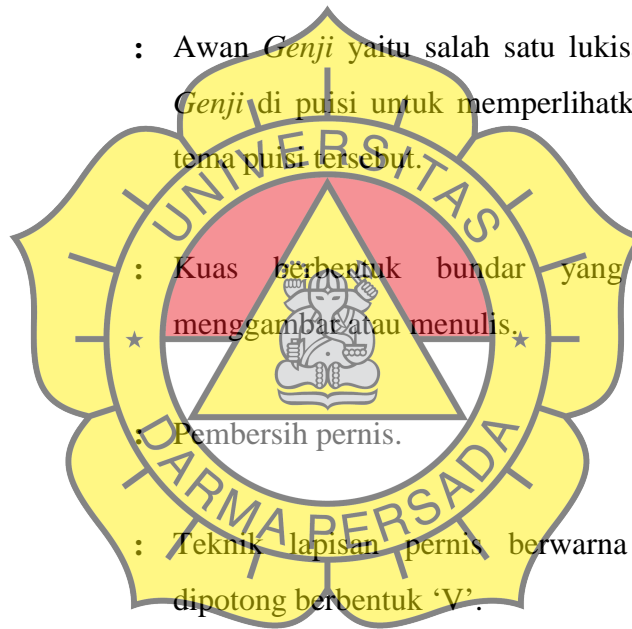 : Awan Genji yaitu salah satu lukis
Genji di puisi untuk memperlihatk
tema puisi tersebut.
UNIVERSITAS
: Kuas berbentuk bundar yang
menggambar atau menulis.
: Pembersih pernis.
DARMA PERSADA
: Teknik lapisan pernis berwarna
dipotong berbentuk ‘V’.